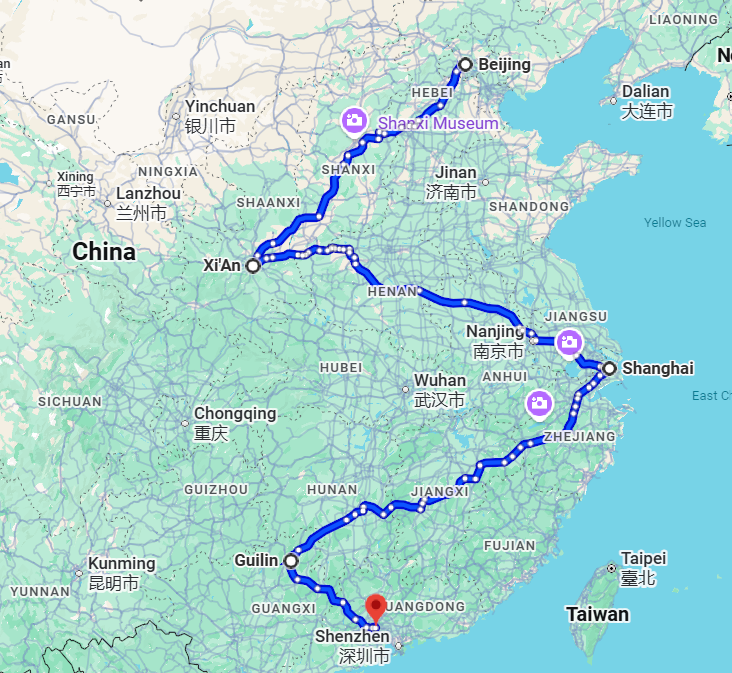 LIAONING
Beijing
HEBEI
Dalian
大连市
Yinchuan
银川市
GANSU
Shanxi Museum
SHANXI
Jinan
济南市
NINGXIA
Xining
西宁市
Lanzhou
兰州市
SHAANXI
SHANDONG
Yellow Sea
China
Xi'An
HENAN
JIANGSU
Nanjing
南京市
Shanghai
HUBEI
ANHUI
Wuhan
武汉市
SICHUAN
Chongqing
重庆
ZHEJIANG
GUIZHOU
HUNAN
JIANGXI
Guilin
FUJIAN
Kunming
昆明市
YUNNAN
Taipei
臺北
GUANGXI
UANGDONG
Taiwan
Shenzhen
深圳市